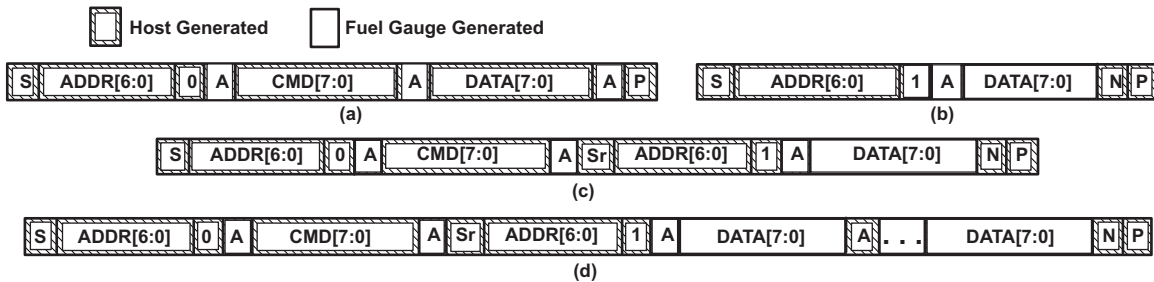 Host Generated Fuel Gauge Generated
S ADDR[6:0] 0 A CMD[7:0] A DATA[7:0] A P S ADDR[6:0] 1 A DATA[7:0] N P
(a) (b)
S ADDR[6:0] 0 A CMD[7:0] A Sr ADDR[6:0] 1 A DATA[7:0] N P
(c)
S ADDR[6:0] 0 A CMD[7:0] A Sr ADDR[6:0] 1 A DATA[7:0] A ... DATA[7:0] N P
(d)